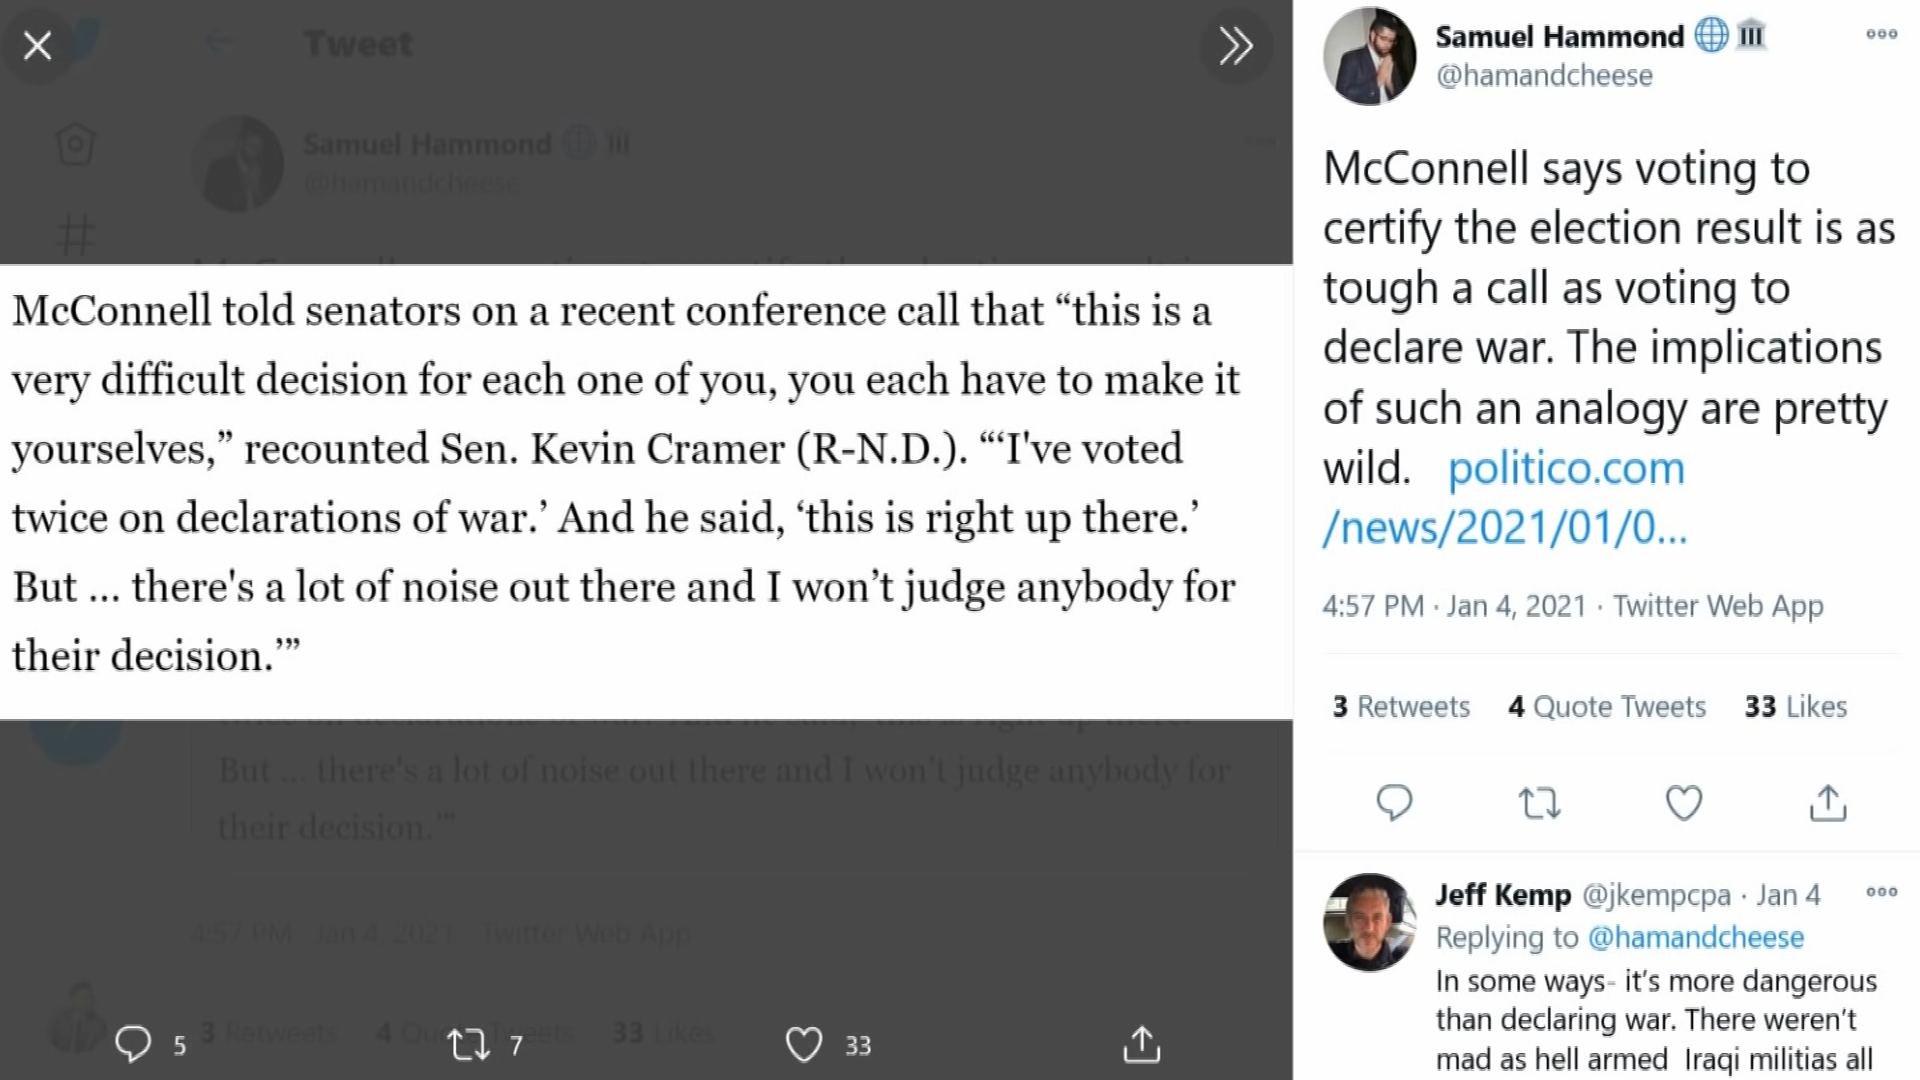 Tweet
Samuel Hammond
@hamandcheese
McConnell told senators on a recent conference call that “this is a
very difficult decision for each one of you, you each have to make it
yourselves,” recounted Sen. Kevin Cramer (R-N.D.). “‘I've voted
twice on declarations of war.’ And he said, ‘this is right up there.’
But ... there's a lot of noise out there and I won’t judge anybody for
their decision.’”
But ... there's a lot of noise out there and I won't judge anybody for
their decision.’”
4:57 PM · Jan 4, 2021 · Twitter Web App
3 Retweets 4 Quote Tweets 33 Likes
5 7 33
Samuel Hammond
@hamandcheese
McConnell says voting to
certify the election result is as
tough a call as voting to
declare war. The implications
of such an analogy are pretty
wild. politico.com
/news/2021/01/0...
4:57 PM · Jan 4, 2021 · Twitter Web App
3 Retweets 4 Quote Tweets 33 Likes
Jeff Kemp @jkempcpa · Jan 4
Replying to @hamandcheese
In some ways- it’s more dangerous
than declaring war. There weren’t
mad as hell armed Iraqi militias all